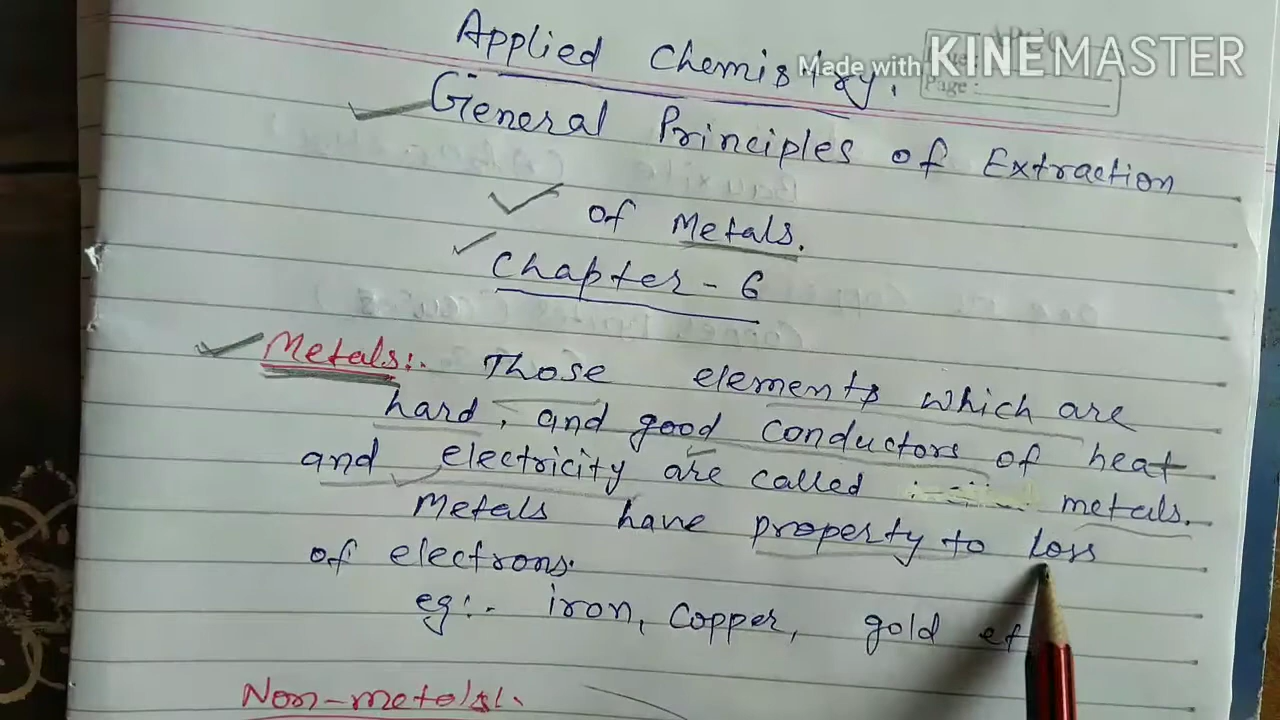 Applied Chemistry.
Made with KINEMASTER
Page:
General Principles of Extraction
of Metals.
Chapter - 6
Metals:- Those elements which are
hard, and good conductors of heat
and electricity are called metals.
Metals have property to loss
of electrons.
eg:- iron, copper, gold et
Non-metals:-